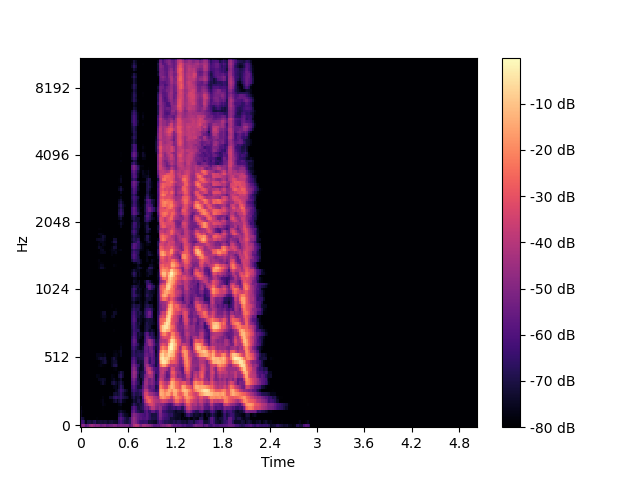 8192
4096
2048
1024
512
0
Hz
0 0.6 1.2 1.8 2.4 3 3.6 4.2 4.8
Time
-10 dB
-20 dB
-30 dB
-40 dB
-50 dB
-60 dB
-70 dB
-80 dB